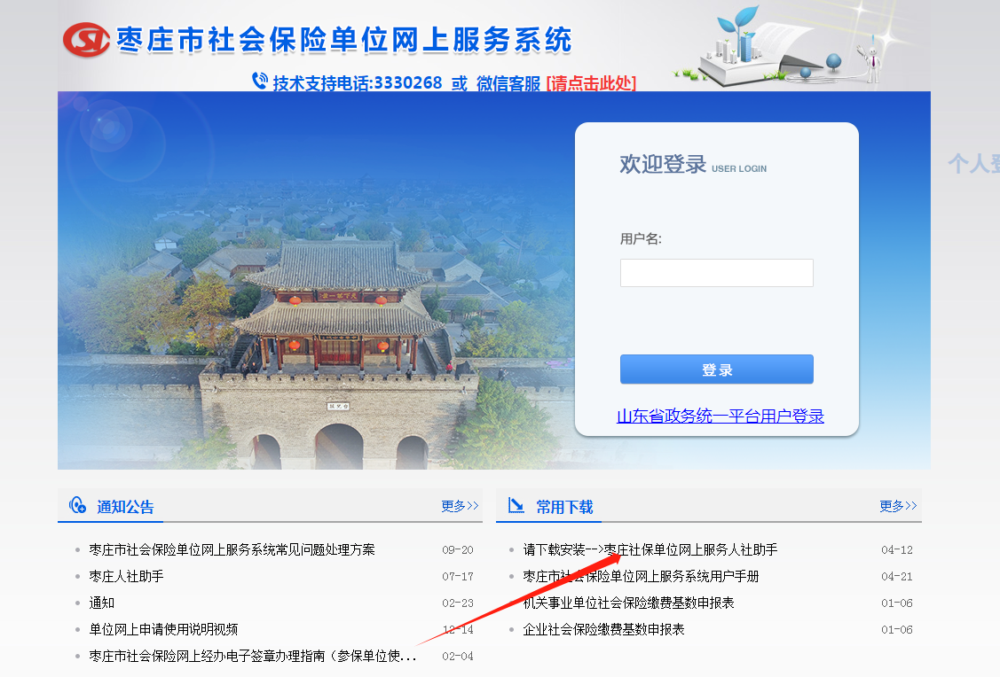 枣庄市社会保险单位网上服务系统
技术支持电话:3330268 或 微信客服 [请点击此处]
欢迎登录 USER LOGIN
个人登
用户名:
登录
山东省政务统一平台用户登录
天下第一庄
通知公告 更多>>
枣庄市社会保险单位网上服务系统常见问题处理方案 09-20
枣庄人社助手 07-17
通知 02-23
单位网上申请使用说明视频 12-14
枣庄市社会保险网上经办电子签章办理指南（参保单位使... 02-04
常用下载 更多>>
请下载安装-->枣庄社保单位网上服务人社助手 04-12
枣庄市社会保险单位网上服务系统用户手册 04-21
机关事业单位社会保险缴费基数申报表 01-06
企业社会保险缴费基数申报表 01-06